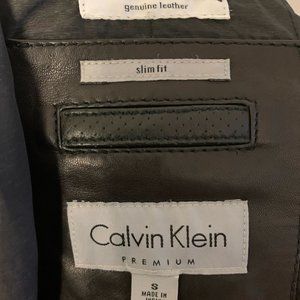 genuine leather
slim fit
Calvin Klein
PREMIUM
S
MADE IN